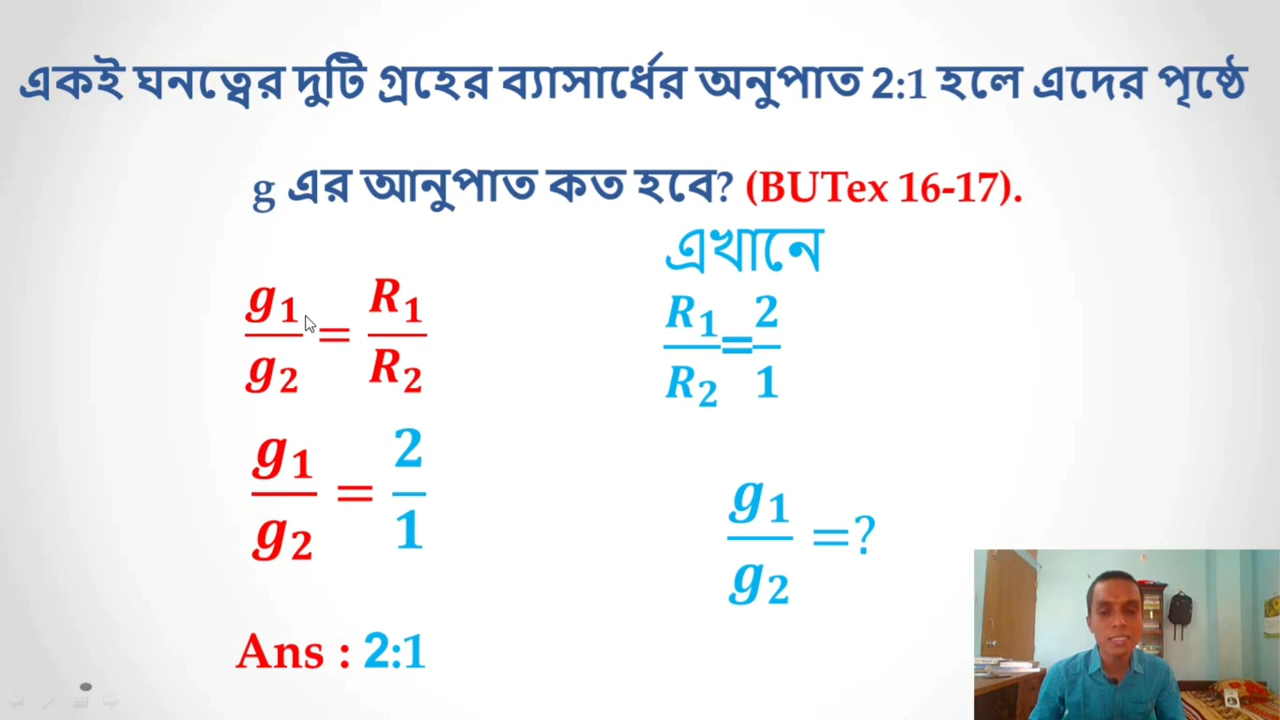 একই ঘনত্বের দুটি গ্রহের ব্যাসার্ধের অনুপাত 2:1 হলে এদের পৃষ্ঠে
g এর আনুপাত কত হবে? (BUTex 16-17).
এখানে
g₁/g₂ = R₁/R₂
R₁/R₂=2/1
g₁/g₂ = 2/1
g₁/g₂ =?
Ans : 2:1